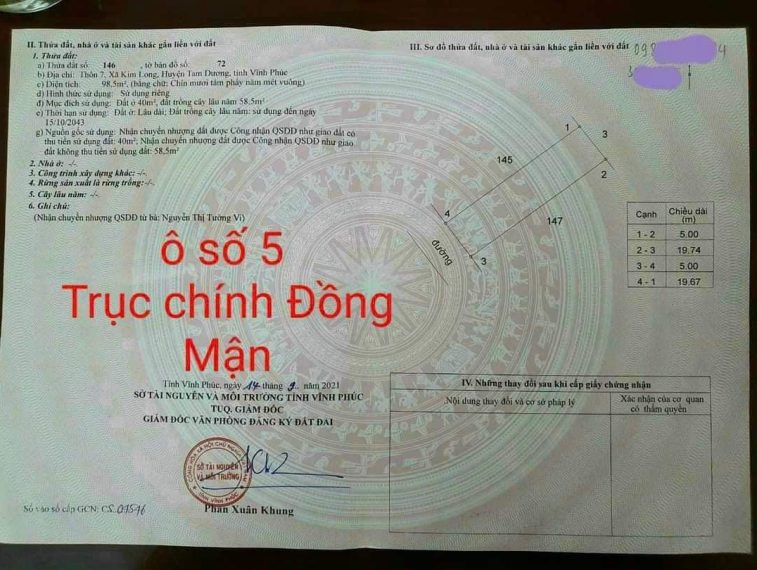 II. Thửa đất, nhà ở và tài sản khác gắn liền với đất
1. Thửa đất:
a) Thửa đất số: 146 , tờ bản đồ số: 72
b) Địa chỉ: Thôn 7, Xã Kim Long, Huyện Tam Dương, tỉnh Vĩnh Phúc
c) Diện tích: 98.5m², (bằng chữ: Chín mươi tám phảy năm mét vuông)
d) Hình thức sử dụng: Sử dụng riêng
đ) Mục đích sử dụng: Đất ở 40m², đất trồng cây lâu năm 58.5m²
e) Thời hạn sử dụng: Đất ở: Lâu dài; Đất trồng cây lâu năm: sử dụng đến ngày
15/10/2043
g) Nguồn gốc sử dụng: Nhận chuyển nhượng đất được Công nhận QSDĐ như giao đất có
thu tiền sử dụng đất: 40m²; Nhận chuyển nhượng đất được Công nhận QSDĐ như giao
đất không thu tiền sử dụng đất: 58,5m²
2. Nhà ở: -/-
3. Công trình xây dựng khác: -/-
4. Rừng sản xuất là rừng trồng:-/-
5. Cây lâu năm: -/-
6. Ghi chú:
(Nhận chuyển nhượng QSDĐ từ bà: Nguyễn Thị Tường Vi)
ô số 5
Trục chính Đồng
Mận
Tỉnh Vĩnh Phúc, ngày 14 tháng 9 năm 2021
SỞ TÀI NGUYÊN VÀ MÔI TRƯỜNG TỈNH VĨNH PHÚC
TUQ. GIÁM ĐỐC
GIÁM ĐỐC VĂN PHÒNG ĐĂNG KÝ ĐẤT ĐAI
SỞ TÀI NGUYÊN
VÀ MÔI TRƯỜNG
TỈNH VĨNH PHÚC
Phan Xuân Khung
Số vào sổ cấp GCN: CS
III. Sơ đồ thửa đất, nhà ở và tài sản khác gắn liền với đất
1
3
145
2
4
147
đường
3
Cạnh Chiều dài (m)
1 - 2 5.00
2 - 3 19.74
3 - 4 5.00
4 - 1 19.67
IV. Những thay đổi sau khi cấp giấy chứng nhận
Nội dung thay đổi và cơ sở pháp lý
Xác nhận của cơ quan
có thẩm quyền